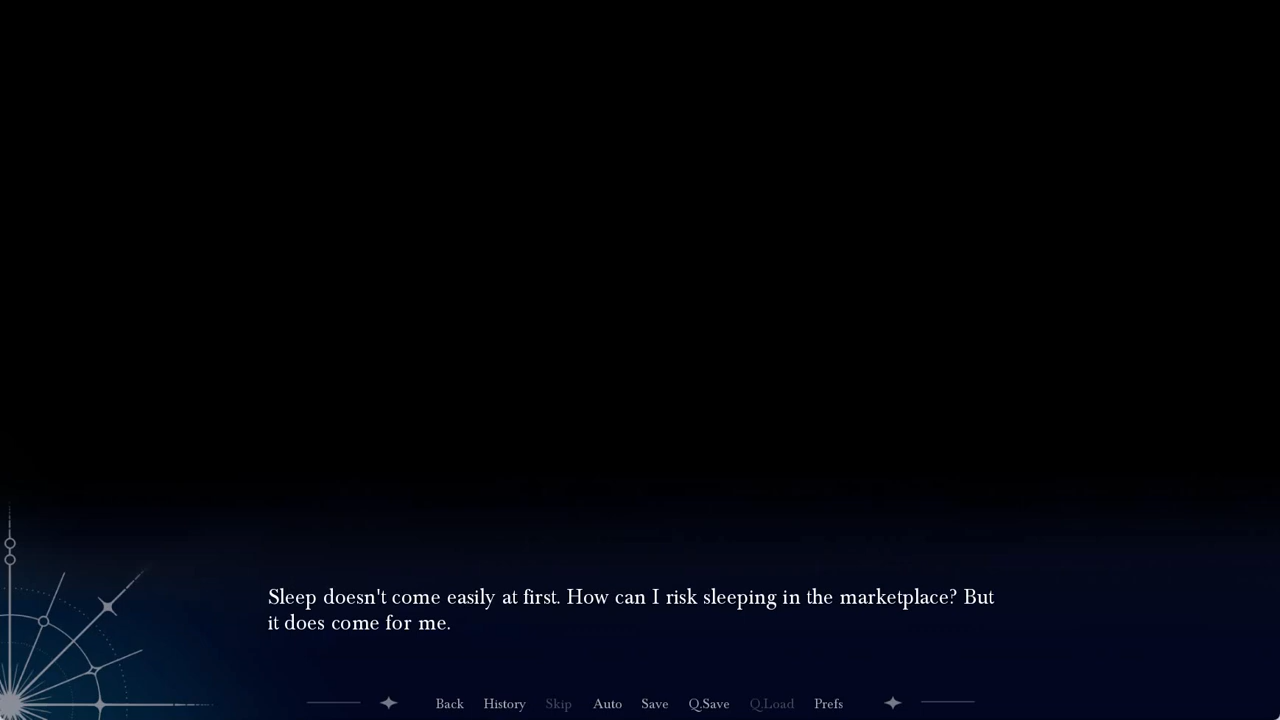 Sleep doesn't come easily at first. How can I risk sleeping in the marketplace? But
it does come for me.
Back History Skip Auto Save Q.Save Q.Load Prefs